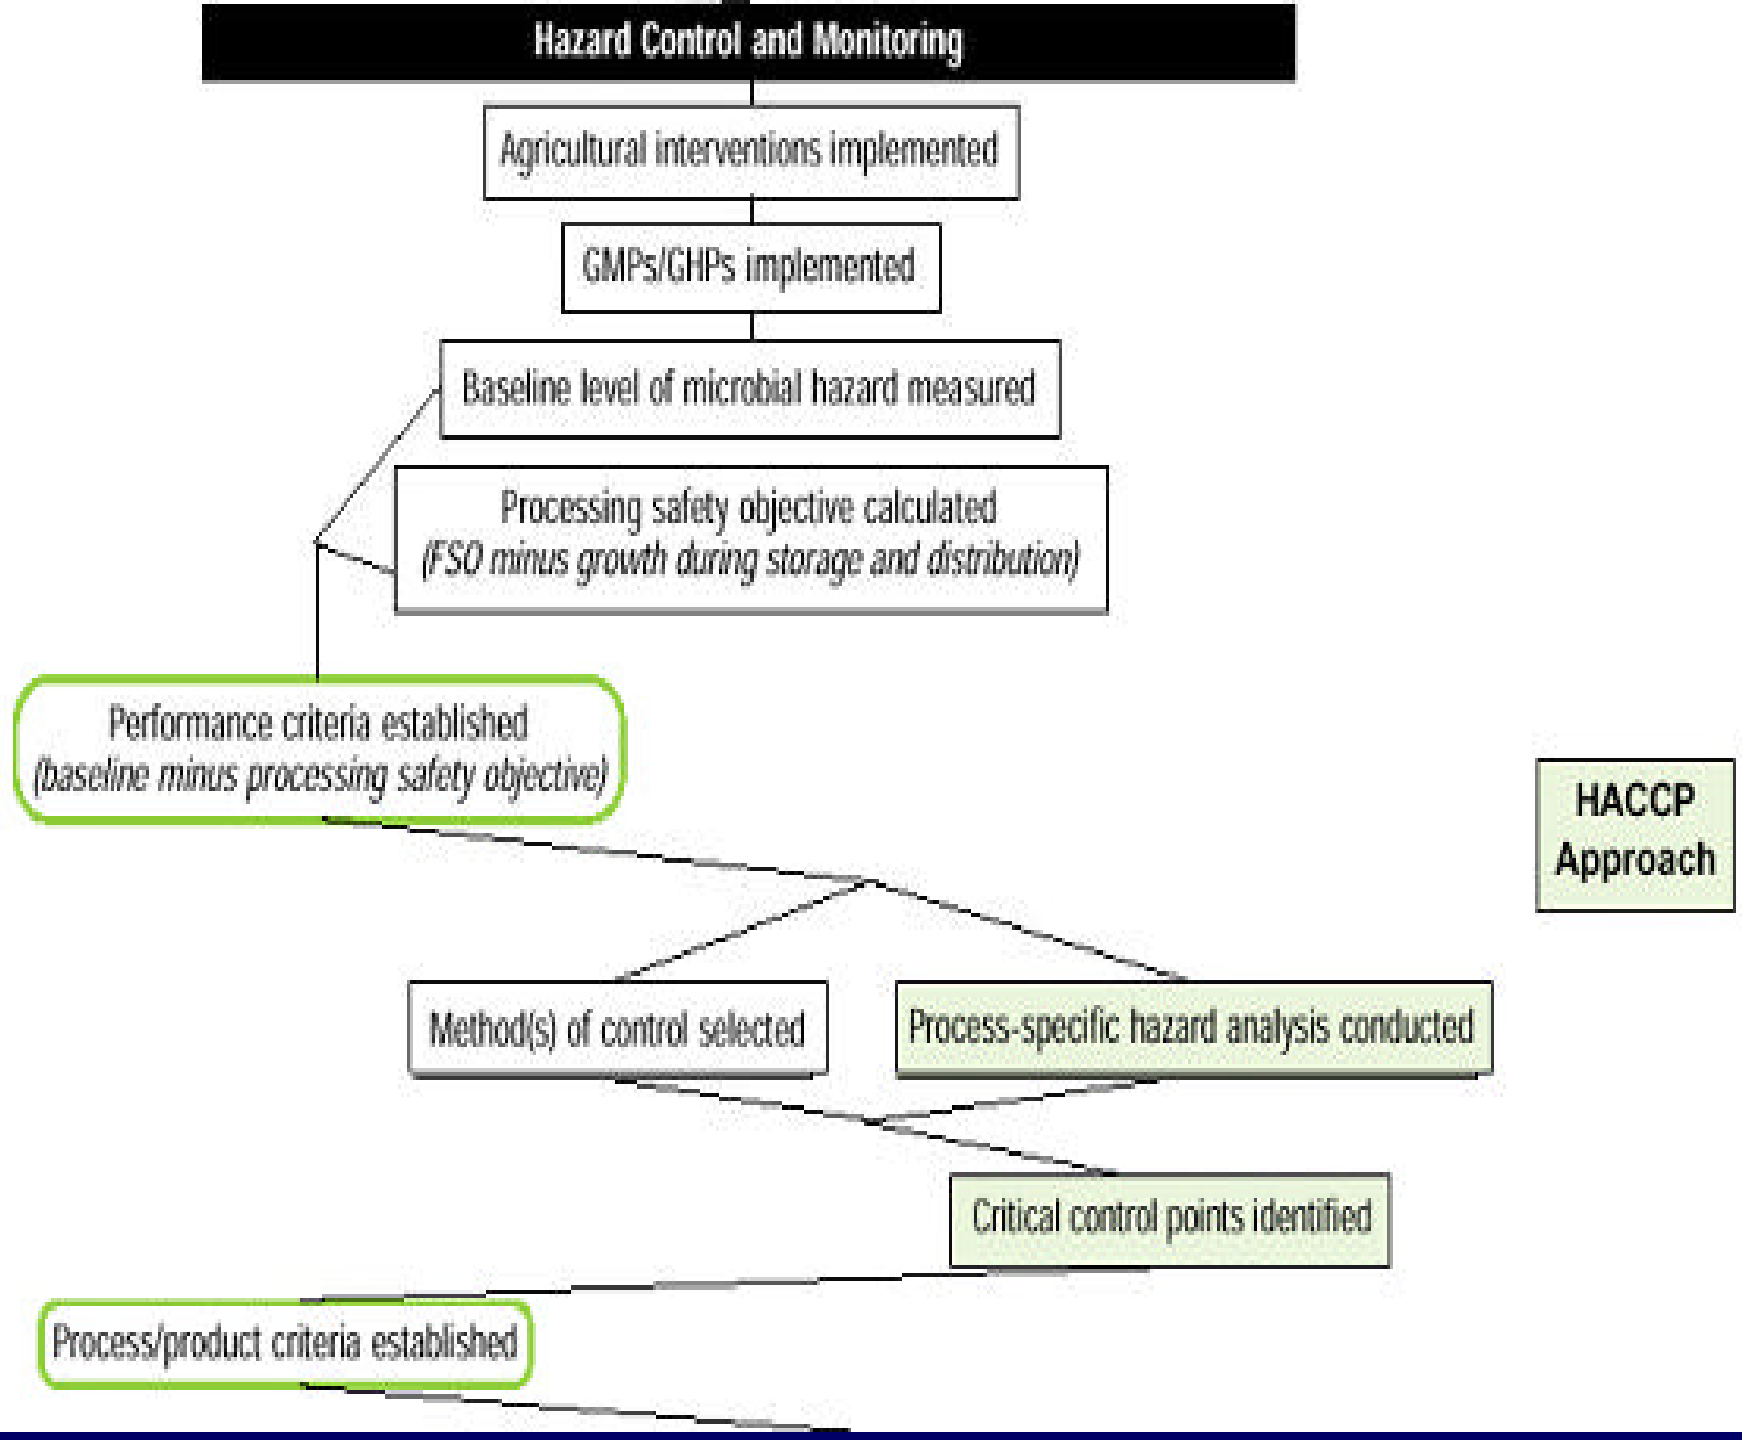 Hazard Control and Monitoring
Agricultural interventions implemented
GMPs/GHPs implemented
Baseline level of microbial hazard measured
Processing safety objective calculated
(FSO minus growth during storage and distribution)
Performance criteria established
(baseline minus processing safety objective)
HACCP
Approach
Method(s) of control selected
Process-specific hazard analysis conducted
Critical control points identified
Process/product criteria established